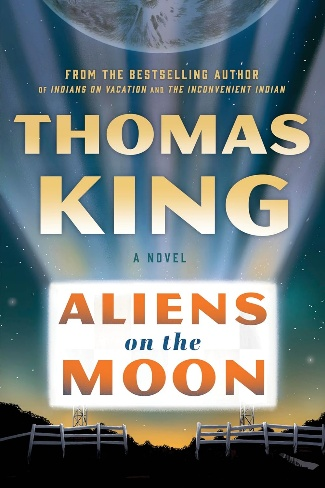 FROM THE BESTSELLING AUTHOR
OF INDIANS ON VACATION AND THE INCONVENIENT INDIAN
THOMAS
KING
A NOVEL
ALIENS
on the
MOON